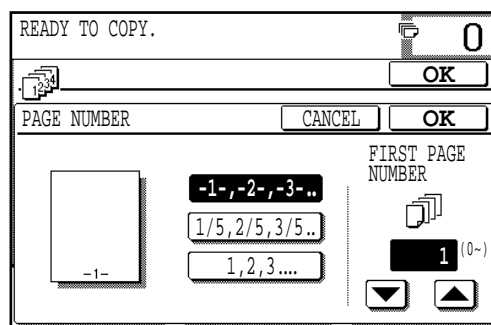 READY TO COPY.
0
1234
OK
PAGE NUMBER
CANCEL
OK
FIRST PAGE
NUMBER
-1-,-2-,-3-..
1/5,2/5,3/5..
1,2,3....
-1-
1 (0~)